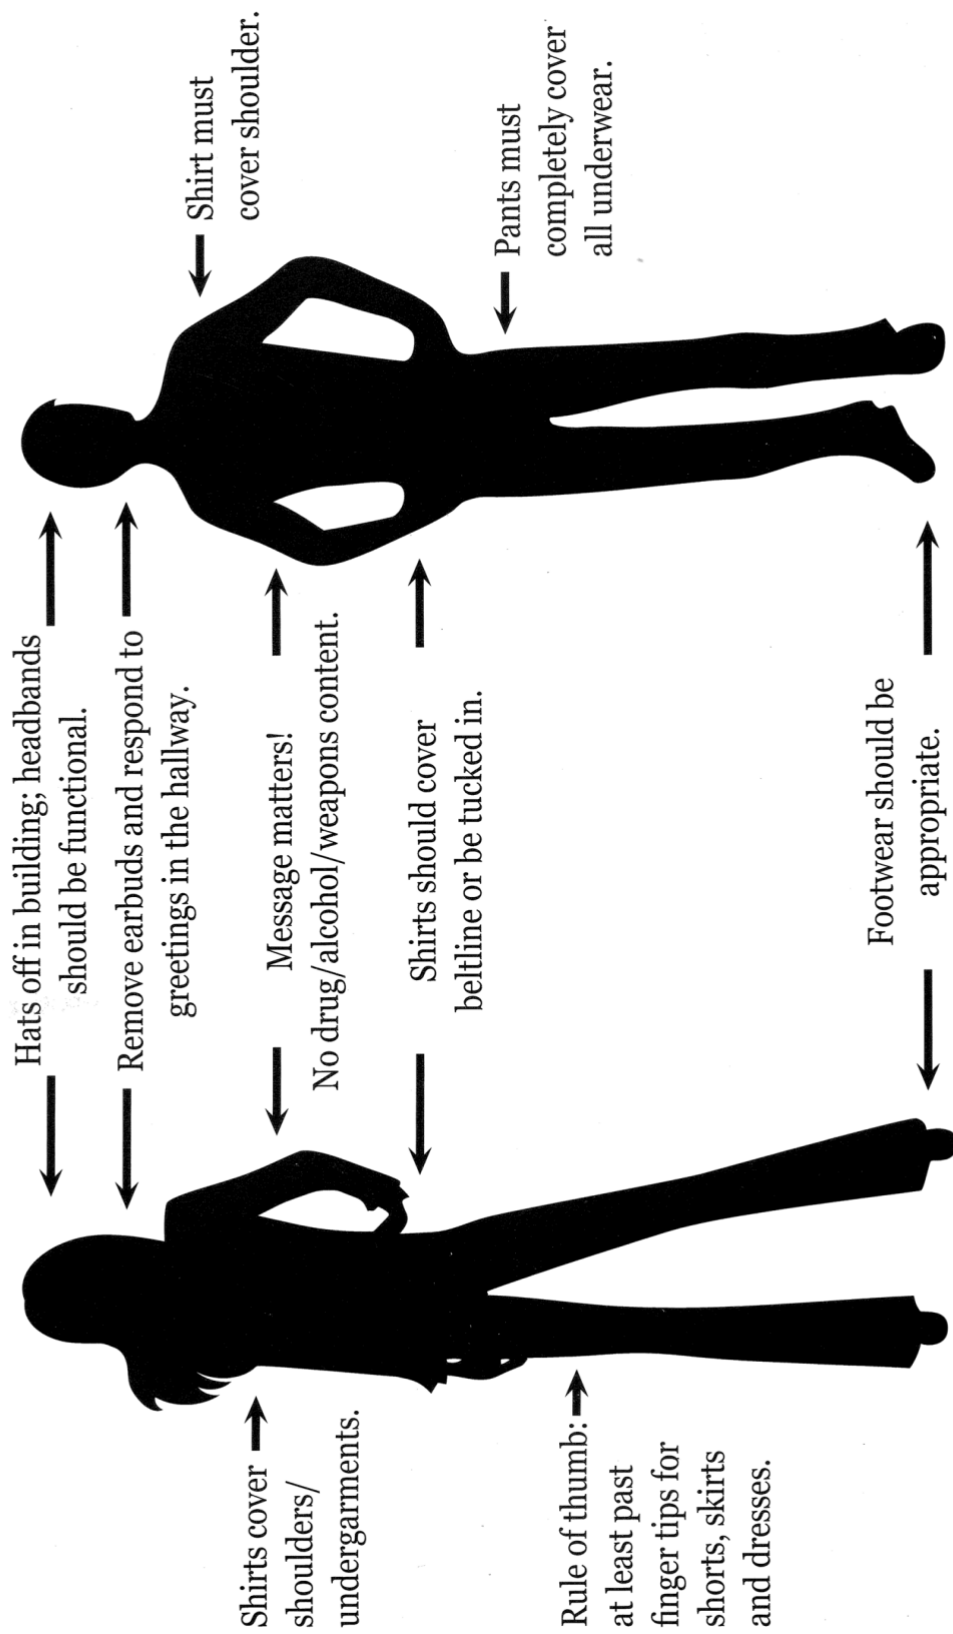 Hats off in building; headbands
should be functional.
Remove earbuds and respond to
greetings in the hallway.
Shirts cover
shoulders/
undergarments.
Message matters!
No drug/alcohol/weapons content.
Shirt must
cover shoulder.
Shirts should cover
beltline or be tucked in.
Rule of thumb:
at least past
finger tips for
shorts, skirts
and dresses.
Pants must
completely cover
all underwear.
Footwear should be
appropriate.